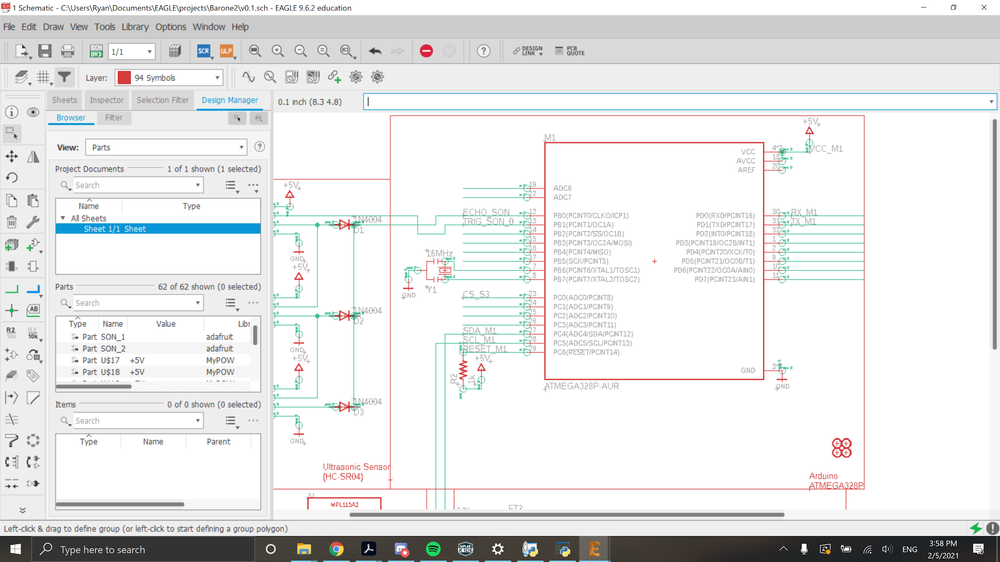 1 Schematic - C:\Users\Ryan\Documents\EAGLE\projects\Barone2\v0.1.sch - EAGLE 9.6.2 education
File Edit Draw View Tools Library Options Window Help
SCH BRD 1/1 SCR ULP GO DESIGN LINK PCB QUOTE
Layer: 94 Symbols
Sheets Inspector Selection Filter Design Manager
0.1 inch (8.3 4.8)
Browser Filter
View: Parts
Project Documents 1 of 1 shown (1 selected)
Search
Name Type
All Sheets
Sheet 1/1 Sheet
Parts 62 of 62 shown (0 selected)
Search
Type Name Value Libr
Part SON_1 adafruit
Part SON_2 adafruit
Part U$17 +5V MyPOW
Part U$18 +5V MyPOW
Items 0 of 0 shown (0 selected)
Search
Type Name Parent
R2 10k
R2 10k
AB
+5V
GND
+5V
GND
+5V
GND
1N4004
D1
1N4004
D2
1N4004
D3
Ultrasonic Sensor
(HC-SR04)
M1
+5V
VCC_M1
VCC
AVCC 18
AREF 20
19 ADC6
22 ADC7
ECHO_SON 12 PB0(PCINT0/CLKO/ICP1)
TRIG_SON_0 13 PB1(PCINT1/OC1A)
14 PB2(PCINT2/SS/OC1B)
15 PB3(PCINT3/OC2A/MOSI)
16 PB4(PCINT4/MISO)
17 PB5(SCK/PCINT5)
7 PB6(PCINT6/XTAL1/TOSC1)
8 PB7(PCINT7/XTAL2/TOSC2)
PD0(RXD/PCINT16) 30 RX_M1
PD1(TXD/PCINT17) 31 TX_M1
PD2(INT0/PCINT18) 32
PD3(PCINT19/OC2B/INT1) 1
PD4(PCINT20/XCK/T0) 2
PD5(PCINT21/OC0B/T1) 9
PD6(PCINT22/OC0A/AIN0) 10
PD7(PCINT23/AIN1) 11
16MHz
Y1
GND
CS_S3 23 PC0(ADC0/PCINT8)
24 PC1(ADC1/PCINT9)
25 PC2(ADC2/PCINT10)
26 PC3(ADC3/PCINT11)
SDA_M1 27 PC4(ADC4/SDA/PCINT12)
SCL_M1 28 PC5(ADC5/SCL/PCINT13)
RESET_M1 29 PC6(RESET/PCINT14)
+5V
R2
1k
GND
GND
ATMEGA328P-AUR
Arduino
ATMEGA328P
S1
MPL115A2
FT2
Left-click & drag to define group (or left-click to start defining a group polygon)
Type here to search
MPLAB X IDE
ENG
3:58 PM
2/5/2021